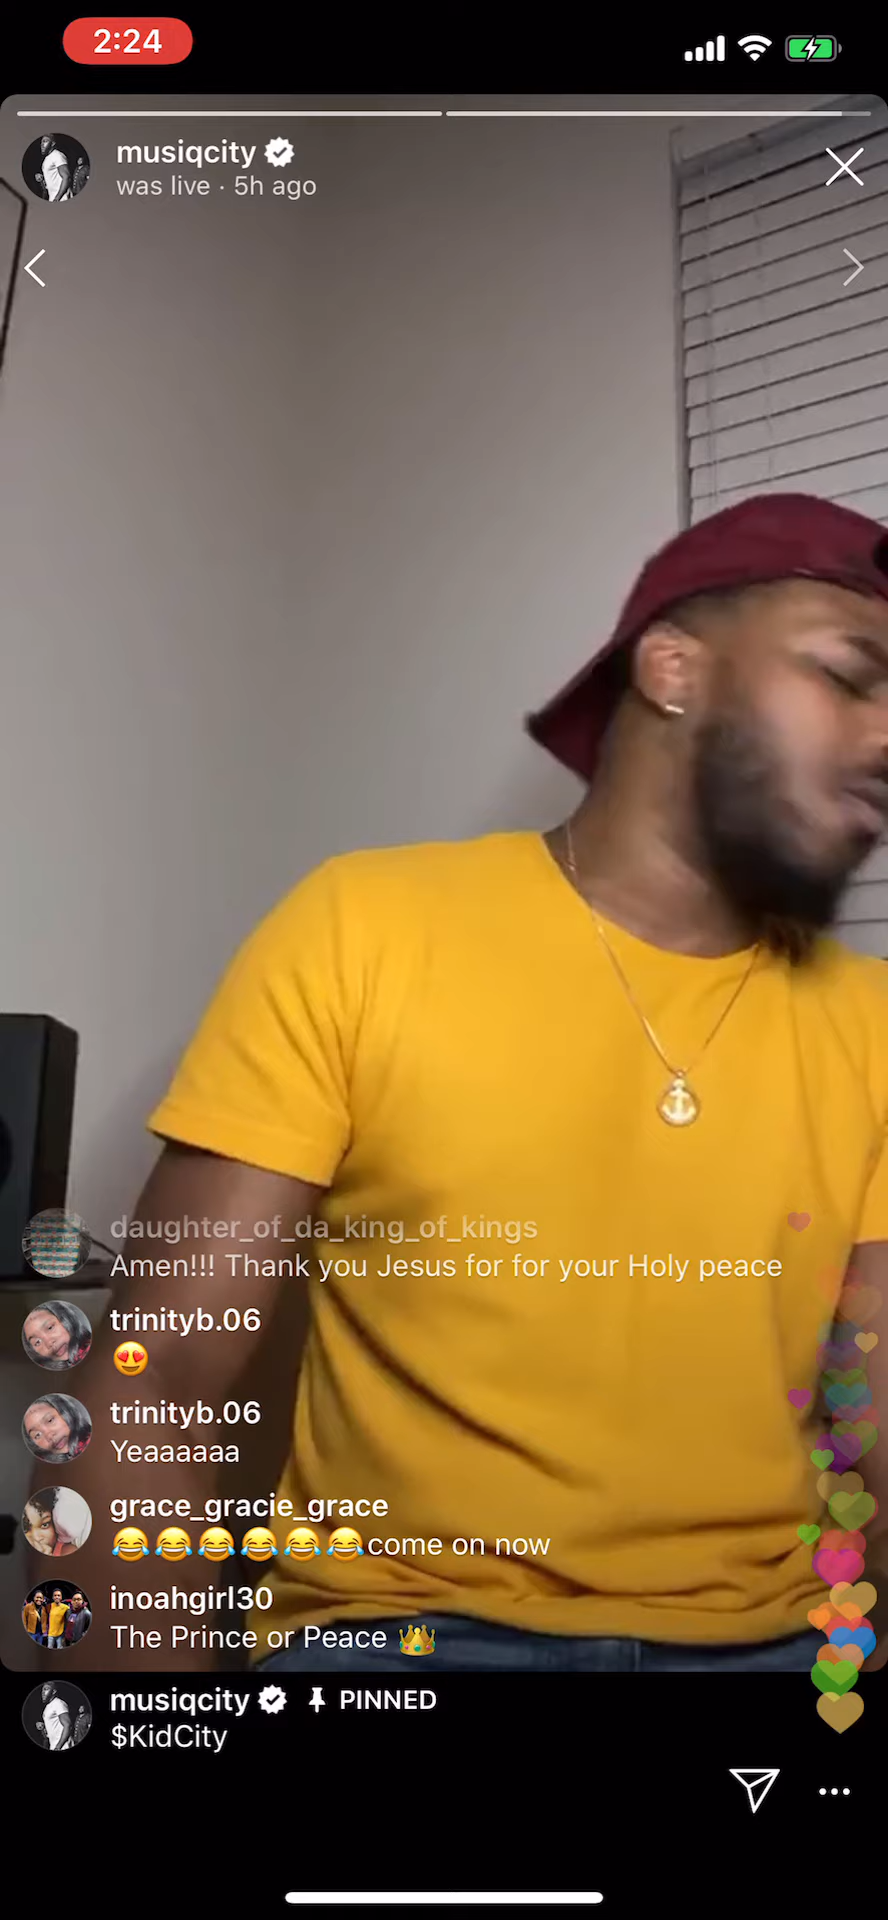 2:24
musiqcity
was live · 5h ago
daughter_of_da_king_of_kings
Amen!!! Thank you Jesus for for your Holy peace
trinityb.06
😍
trinityb.06
Yeaaaaaa
grace_gracie_grace
😂😂😂😂😂😂come on now
inoahgirl30
The Prince or Peace 👑
musiqcity PINNED
$KidCity